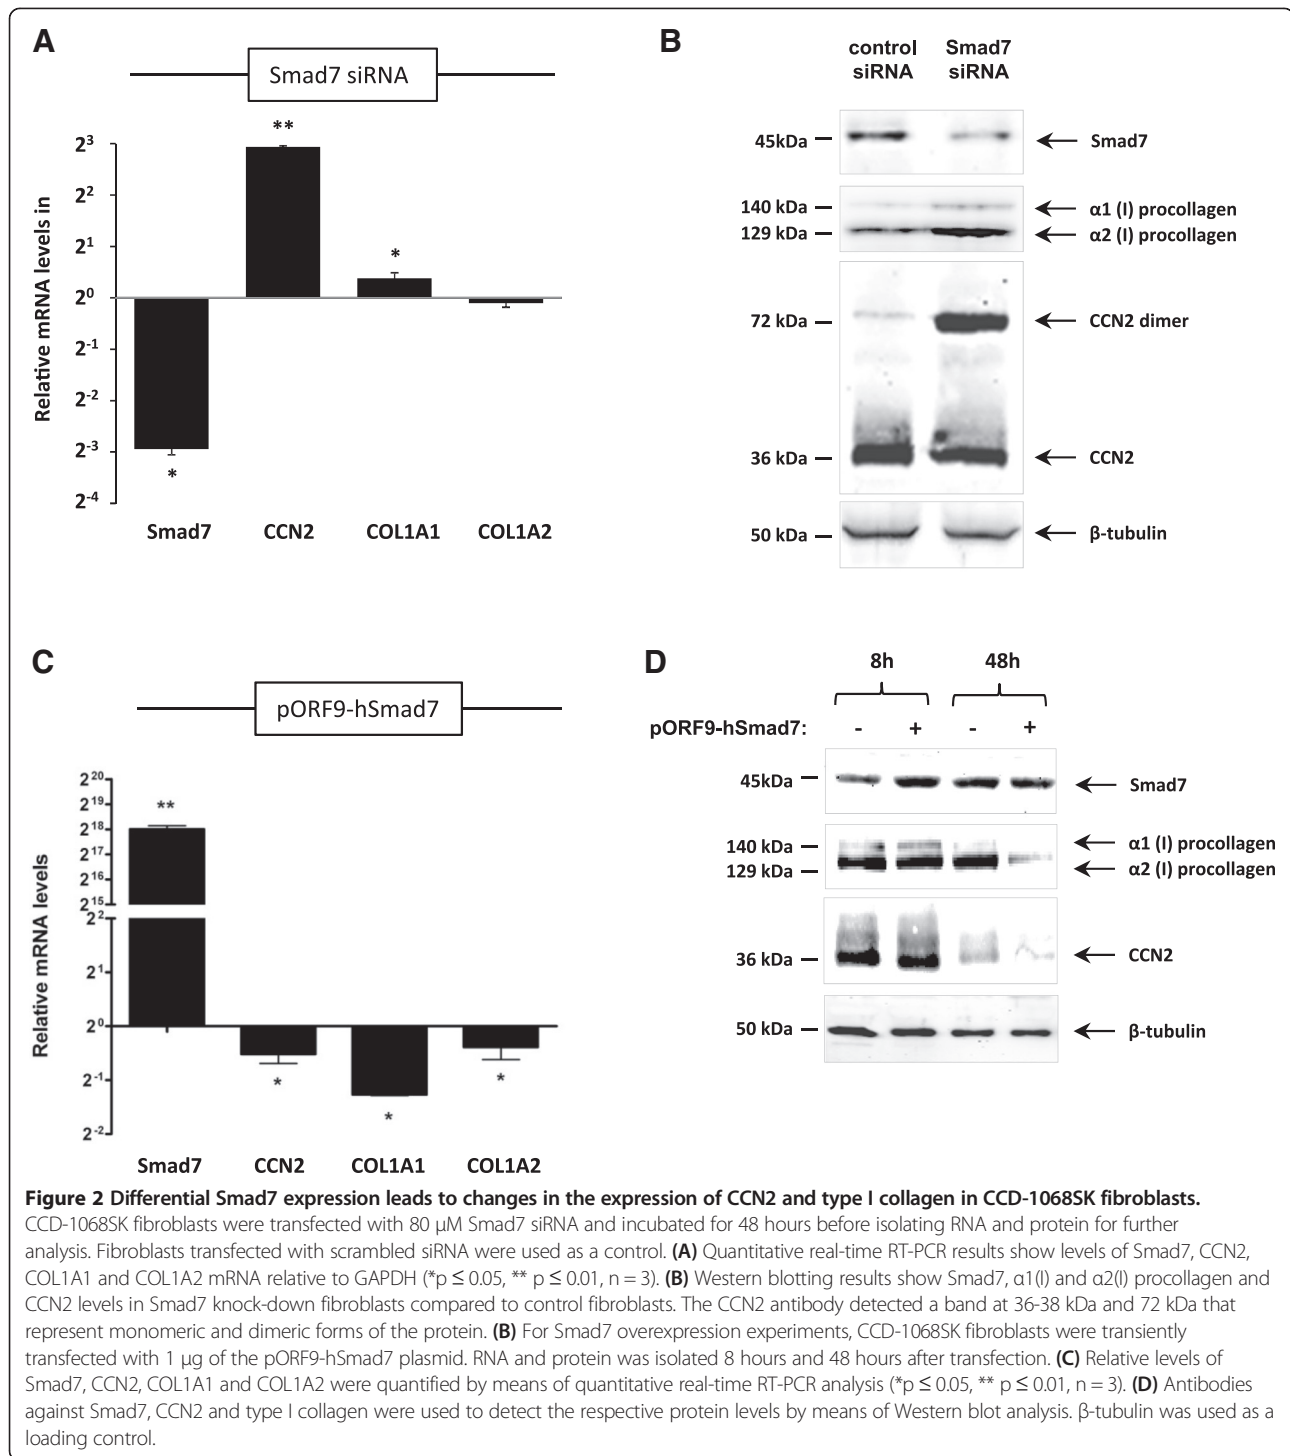 A
Smad7 siRNA
Relative mRNA levels in
2³
2²
2¹
2⁰
2⁻¹
2⁻²
2⁻³
2⁻⁴
**
*
*
Smad7 CCN2 COL1A1 COL1A2
B
control siRNA
Smad7 siRNA
45kDa Smad7
140 kDa α1 (I) procollagen
129 kDa α2 (I) procollagen
72 kDa CCN2 dimer
36 kDa CCN2
50 kDa β-tubulin
C
pORF9-hSmad7
Relative mRNA levels
2²⁰
2¹⁹
2¹⁸
2¹⁷
2¹⁶
2¹⁵
2²
2¹
2⁰
2⁻¹
2⁻²
**
*
*
*
Smad7 CCN2 COL1A1 COL1A2
D
8h 48h
pORF9-hSmad7: - + - +
45kDa Smad7
140 kDa α1 (I) procollagen
129 kDa α2 (I) procollagen
36 kDa CCN2
50 kDa β-tubulin
Figure 2 Differential Smad7 expression leads to changes in the expression of CCN2 and type I collagen in CCD-1068SK fibroblasts.
CCD-1068SK fibroblasts were transfected with 80 μM Smad7 siRNA and incubated for 48 hours before isolating RNA and protein for further
analysis. Fibroblasts transfected with scrambled siRNA were used as a control. (A) Quantitative real-time RT-PCR results show levels of Smad7, CCN2,
COL1A1 and COL1A2 mRNA relative to GAPDH (*p ≤ 0.05, ** p ≤ 0.01, n = 3). (B) Western blotting results show Smad7, α1(I) and α2(I) procollagen and
CCN2 levels in Smad7 knock-down fibroblasts compared to control fibroblasts. The CCN2 antibody detected a band at 36-38 kDa and 72 kDa that
represent monomeric and dimeric forms of the protein. (B) For Smad7 overexpression experiments, CCD-1068SK fibroblasts were transiently
transfected with 1 μg of the pORF9-hSmad7 plasmid. RNA and protein was isolated 8 hours and 48 hours after transfection. (C) Relative levels of
Smad7, CCN2, COL1A1 and COL1A2 were quantified by means of quantitative real-time RT-PCR analysis (*p ≤ 0.05, ** p ≤ 0.01, n = 3). (D) Antibodies
against Smad7, CCN2 and type I collagen were used to detect the respective protein levels by means of Western blot analysis. β-tubulin was used as a
loading control.